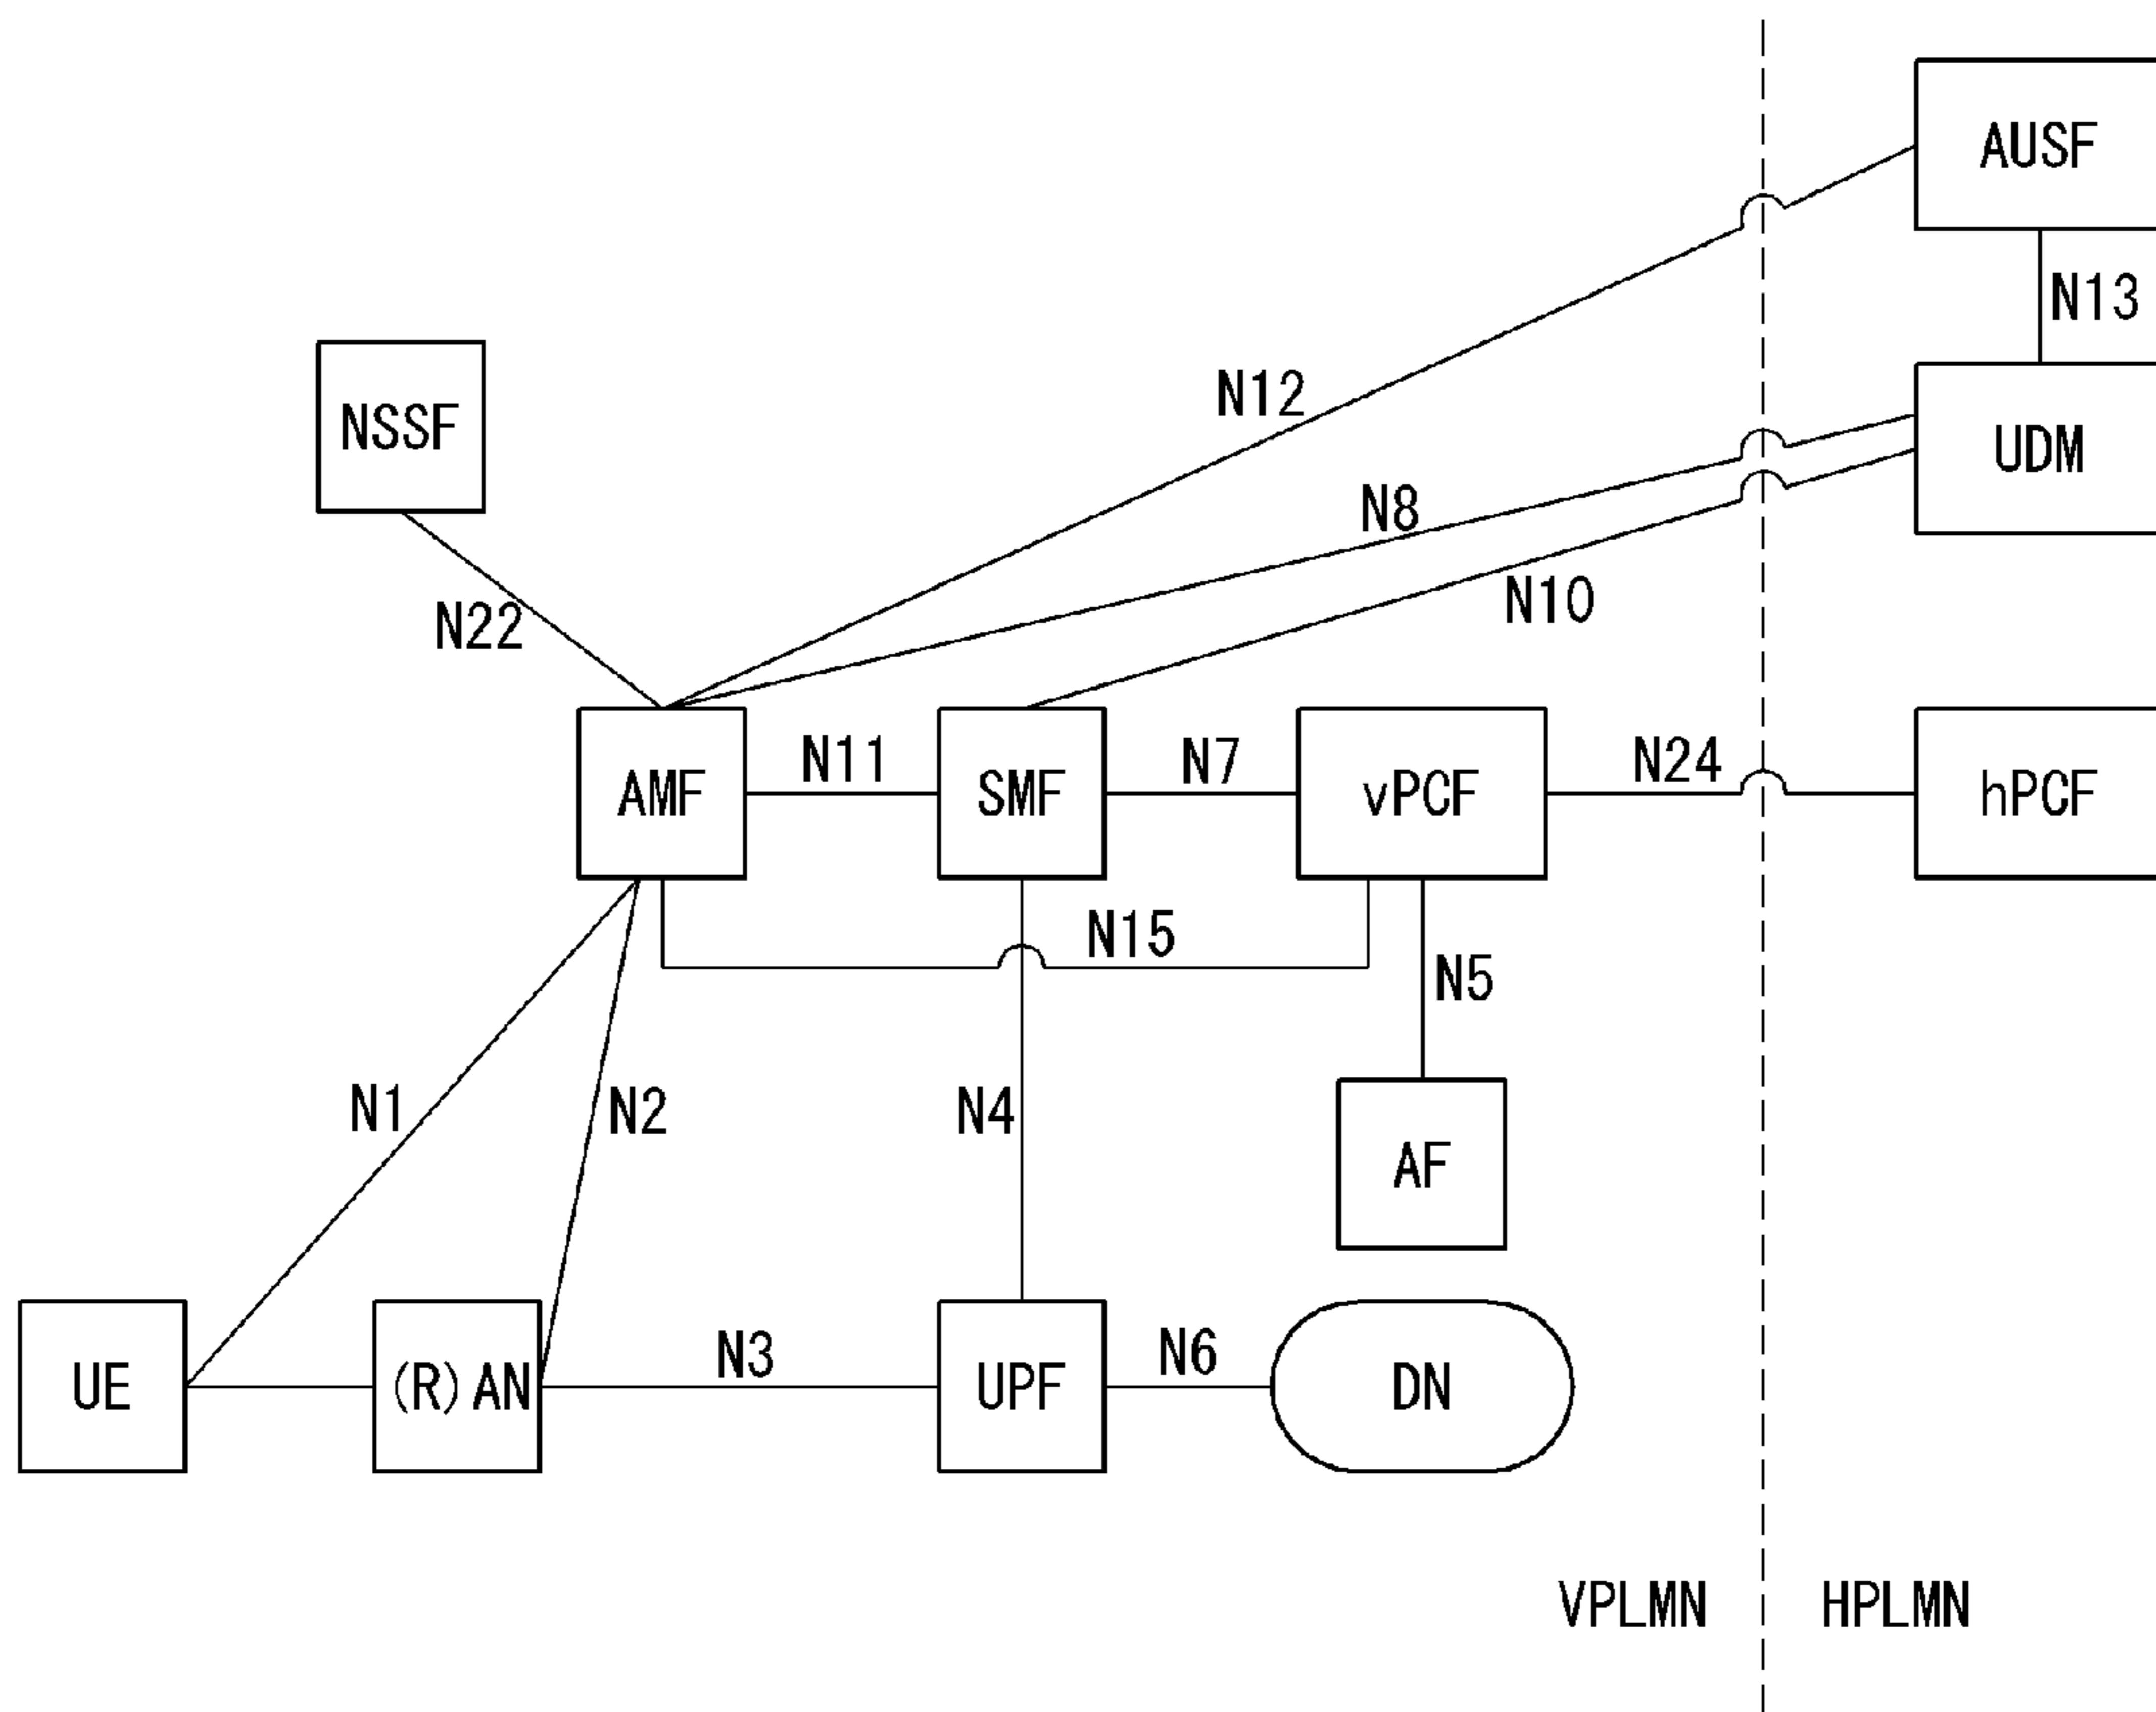 AUSF
N13
NSSF
N12
UDM
N8
N22
N10
AMF
N11
SMF
N7
vPCF
N24
hPCF
N15
N5
N1
N2
N4
AF
UE
(R)AN
N3
UPF
N6
DN
VPLMN
HPLMN